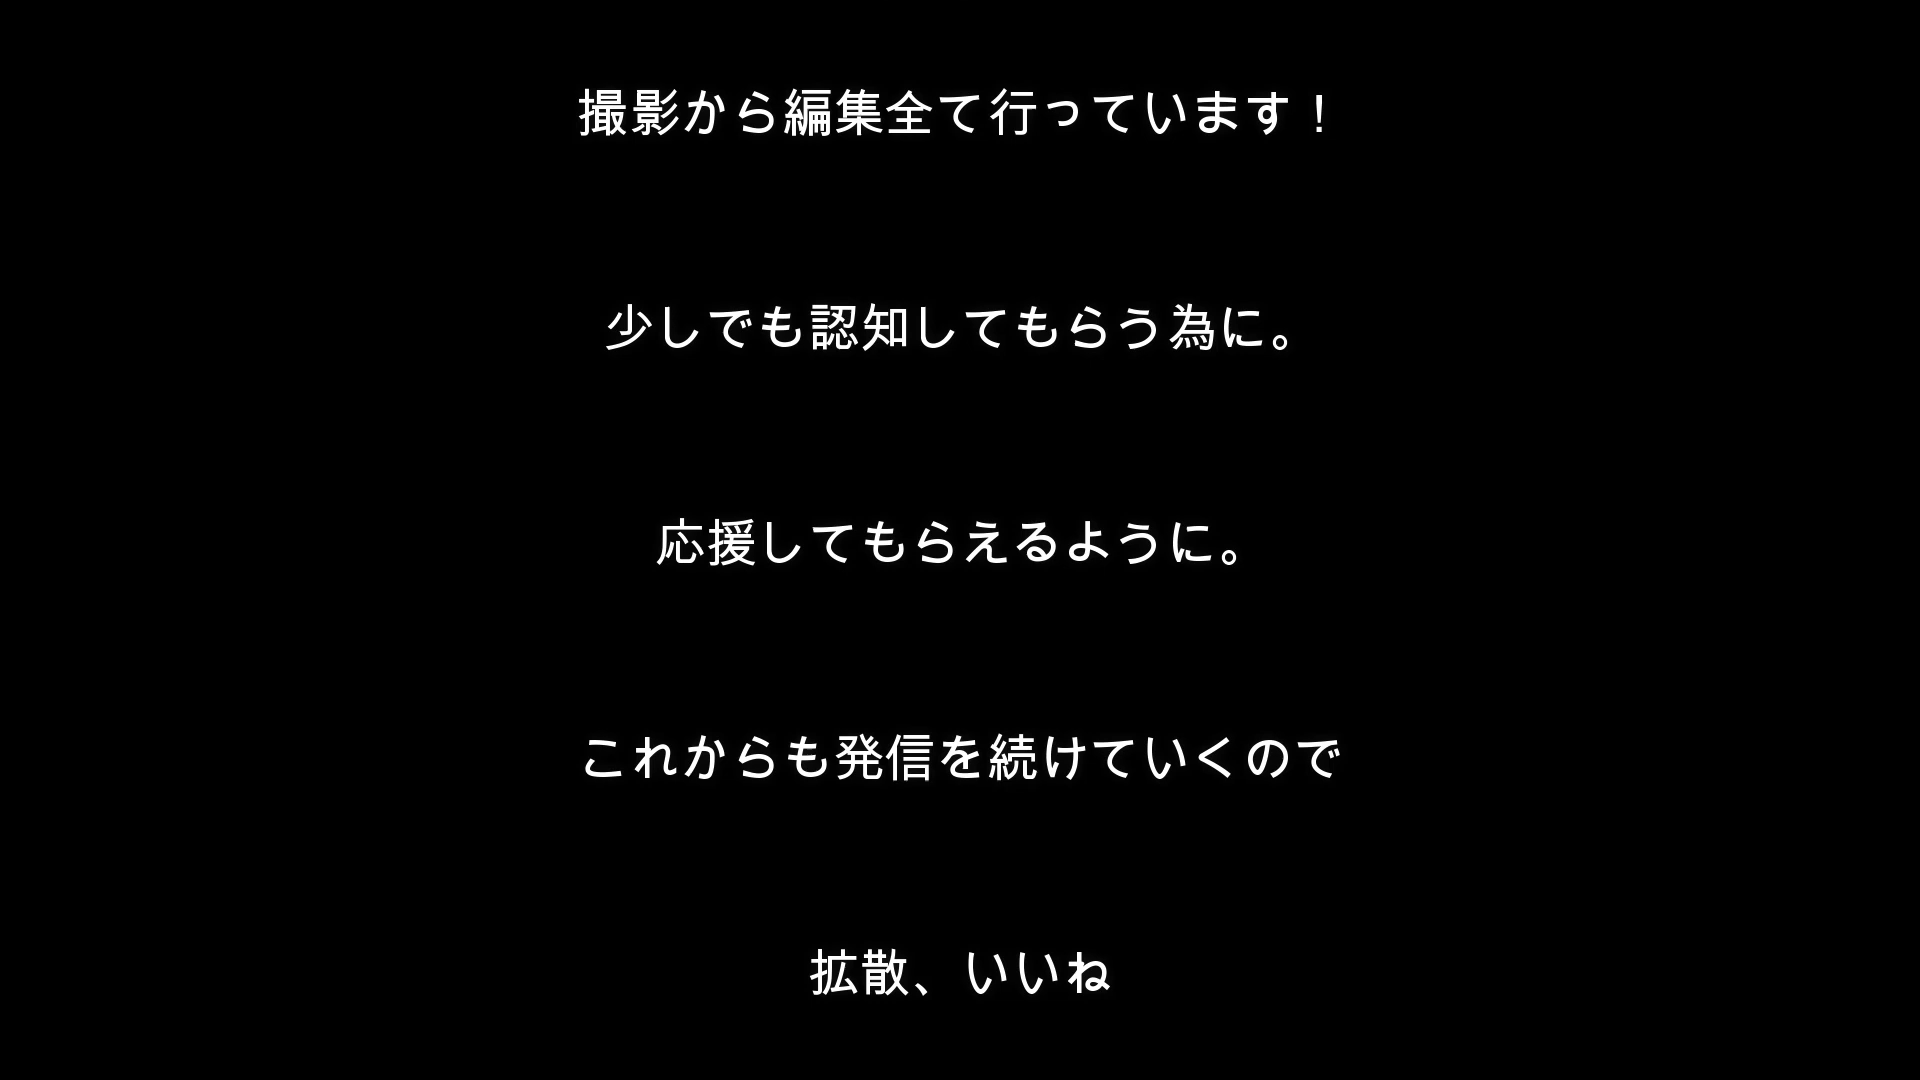 撮影から編集全て行っています！
少しでも認知してもらう為に。
応援してもらえるように。
これからも発信を続けていくので
拡散、いいね